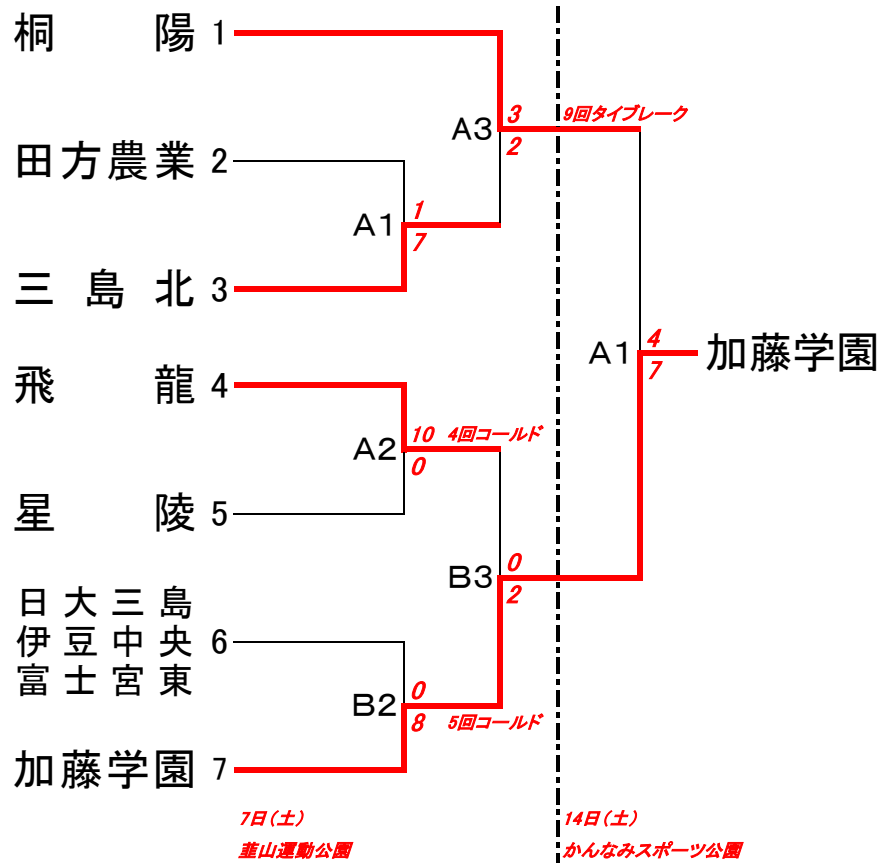 桐陽 1
3 9回タイブレーク
A3
2
田方農業 2
1
A1
7
三島北 3
4
A1 加藤学園
7
飛龍 4
10 4回コールド
A2
0
星陵 5
0
B3
2
日大三島
伊豆中央 6
富士宮東
0
B2
8 5回コールド
加藤学園 7
7日(土) 14日(土)
韮山運動公園 かんなみスポーツ公園